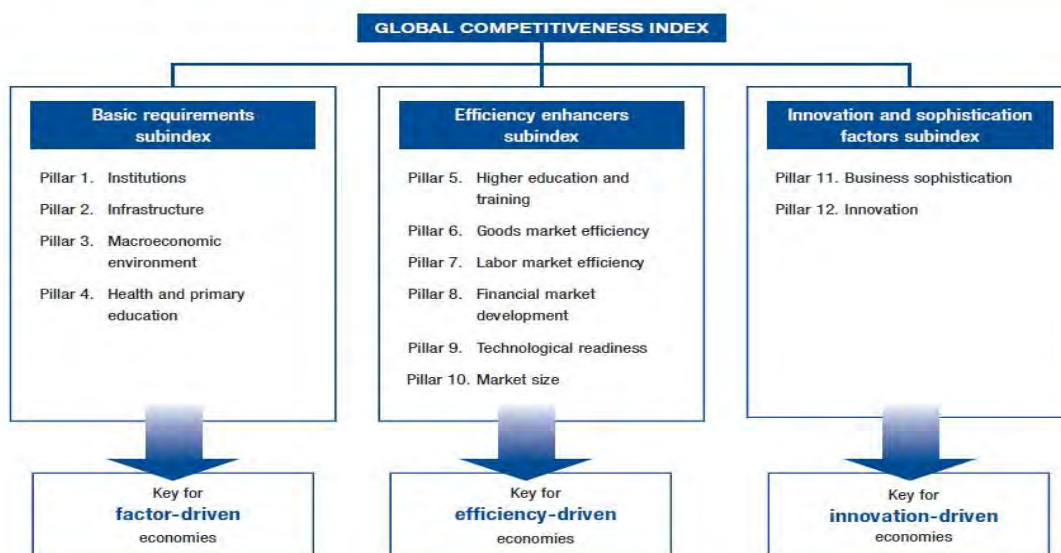 GLOBAL COMPETITIVENESS INDEX
Basic requirements
subindex
Pillar 1. Institutions
Pillar 2. Infrastructure
Pillar 3. Macroeconomic
environment
Pillar 4. Health and primary
education
Key for
factor-driven
economies
Efficiency enhancers
subindex
Pillar 5. Higher education and
training
Pillar 6. Goods market efficiency
Pillar 7. Labor market efficiency
Pillar 8. Financial market
development
Pillar 9. Technological readiness
Pillar 10. Market size
Key for
efficiency-driven
economies
Innovation and sophistication
factors subindex
Pillar 11. Business sophistication
Pillar 12. Innovation
Key for
innovation-driven
economies